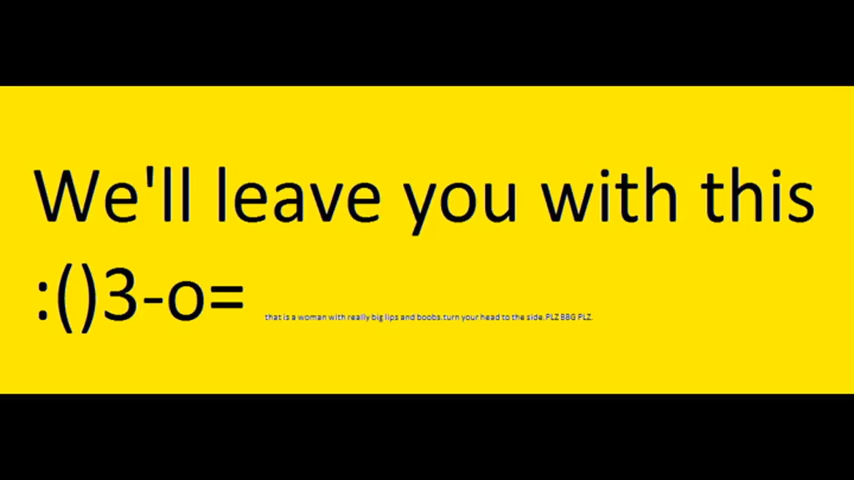 We'll leave you with this
:()3-o= that is a woman with really big lips and boobs.turn your head to the side.PLZ BBG PLZ.